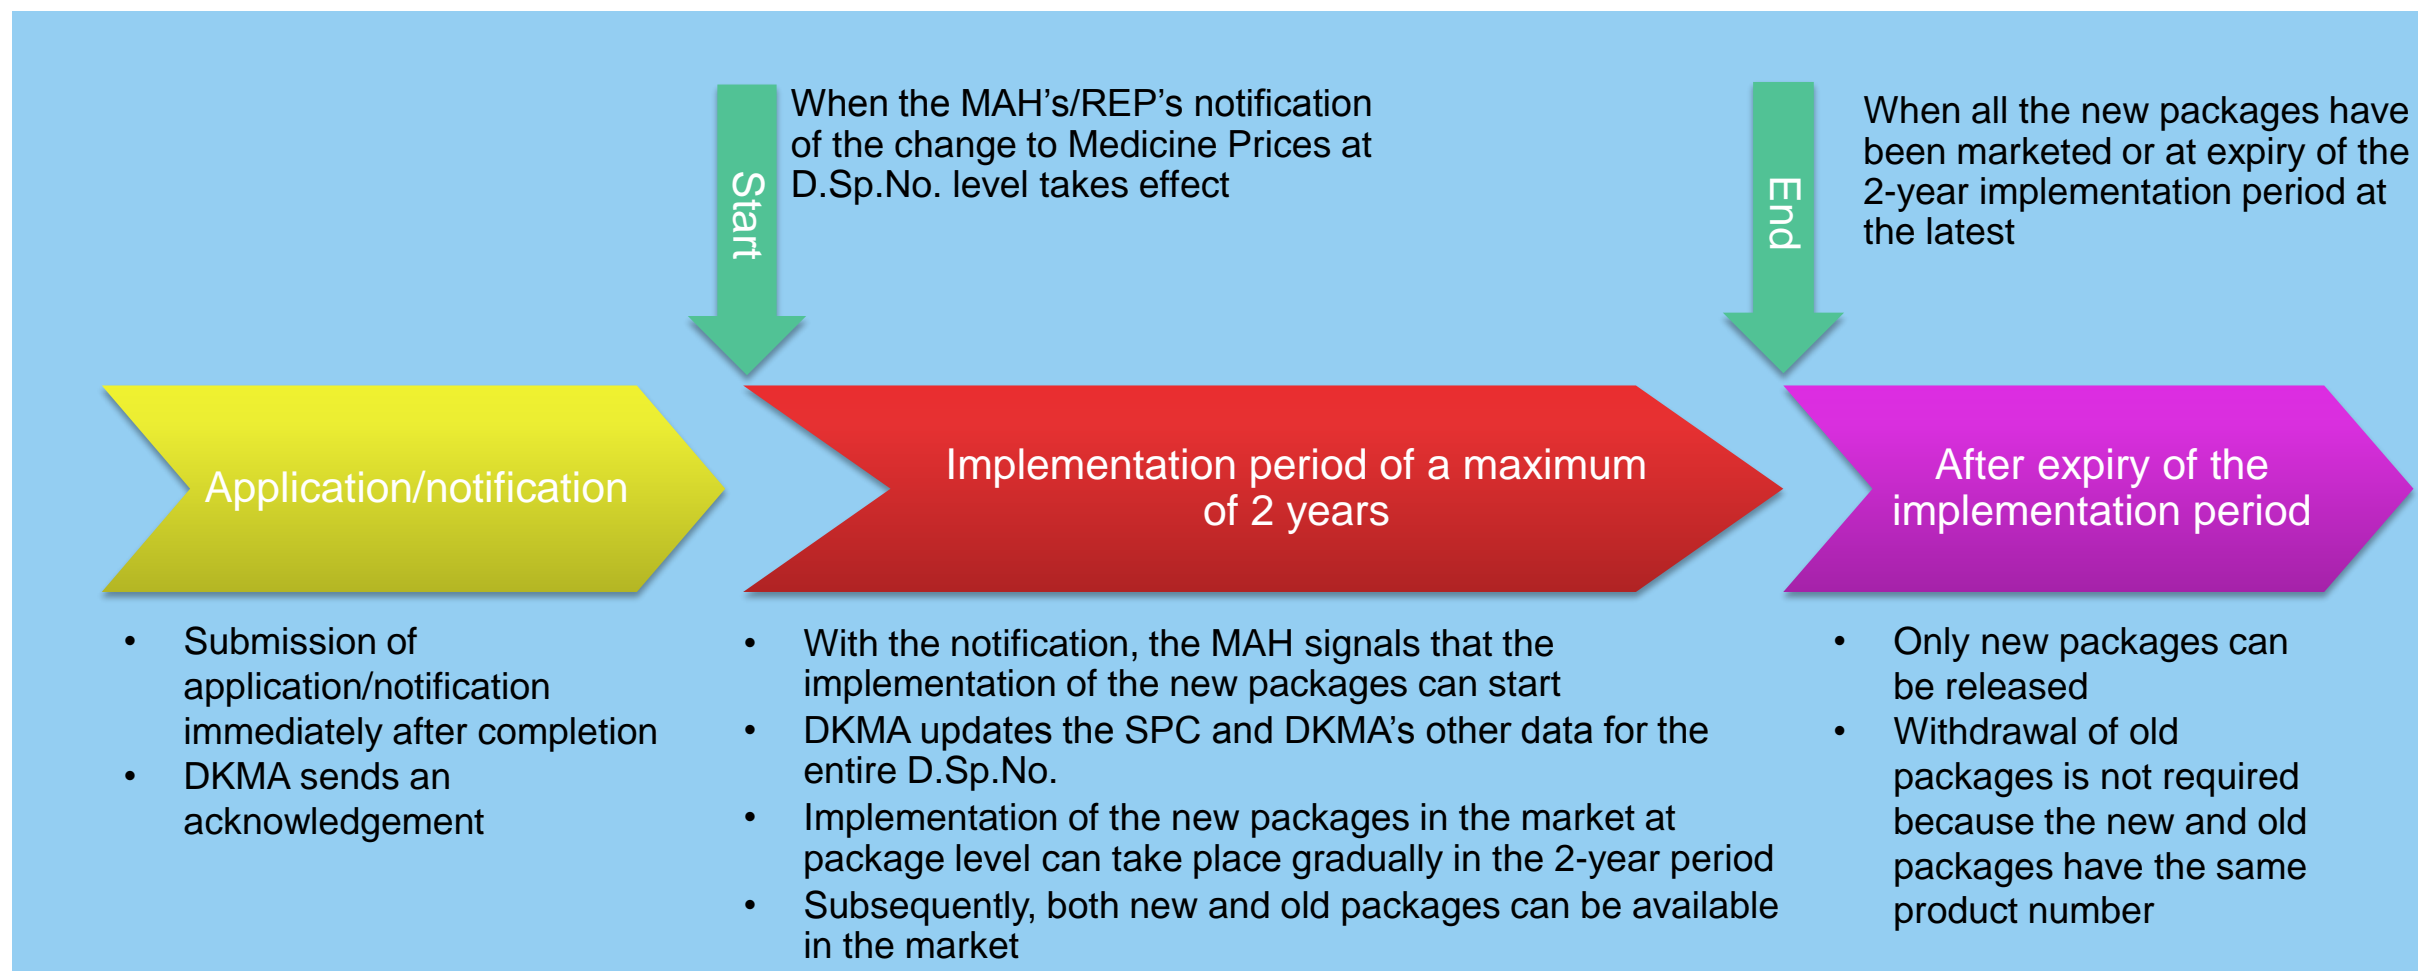 Start
When the MAH’s/REP’s notification
of the change to Medicine Prices at
D.Sp.No. level takes effect
End
When all the new packages have
been marketed or at expiry of the
2-year implementation period at
the latest
Application/notification
Implementation period of a maximum
of 2 years
After expiry of the
implementation period
• Submission of
application/notification
immediately after completion
• DKMA sends an
acknowledgement
• With the notification, the MAH signals that the
implementation of the new packages can start
• DKMA updates the SPC and DKMA’s other data for the
entire D.Sp.No.
• Implementation of the new packages in the market at
package level can take place gradually in the 2-year period
• Subsequently, both new and old packages can be available
in the market
• Only new packages can
be released
• Withdrawal of old
packages is not required
because the new and old
packages have the same
product number